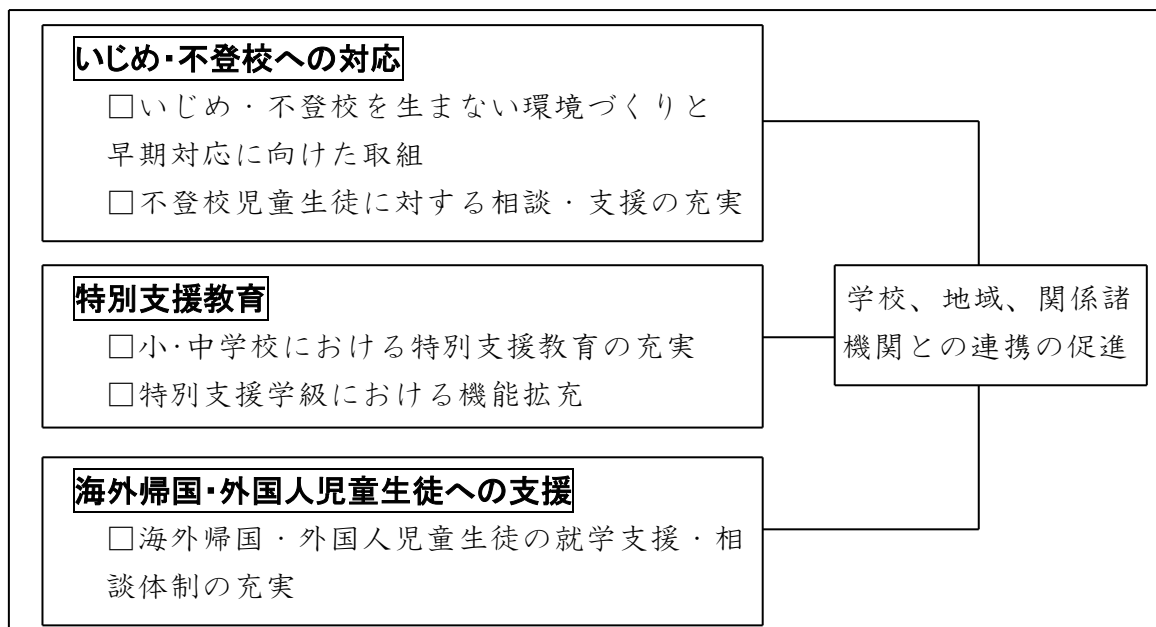 いじめ・不登校への対応
□いじめ・不登校を生まない環境づくりと
早期対応に向けた取組
□不登校児童生徒に対する相談・支援の充実
特別支援教育
□小・中学校における特別支援教育の充実
□特別支援学級における機能拡充
海外帰国・外国人児童生徒への支援
□海外帰国・外国人児童生徒の就学支援・相
談体制の充実
学校、地域、関係諸
機関との連携の促進